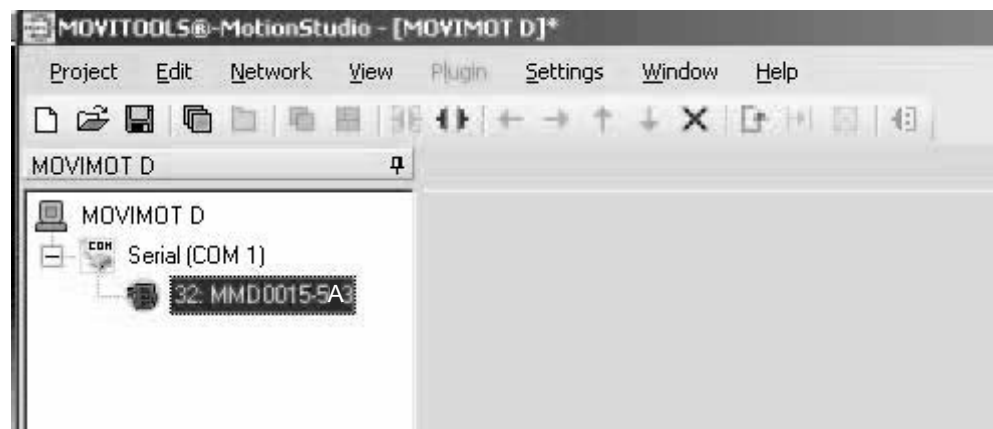 MOVITOOLS®-MotionStudio - [MOVIMOT D]*
Project Edit Network View Plugin Settings Window Help
MOVIMOT D
MOVIMOT D
COM Serial (COM 1)
32: MMD0015-5A3